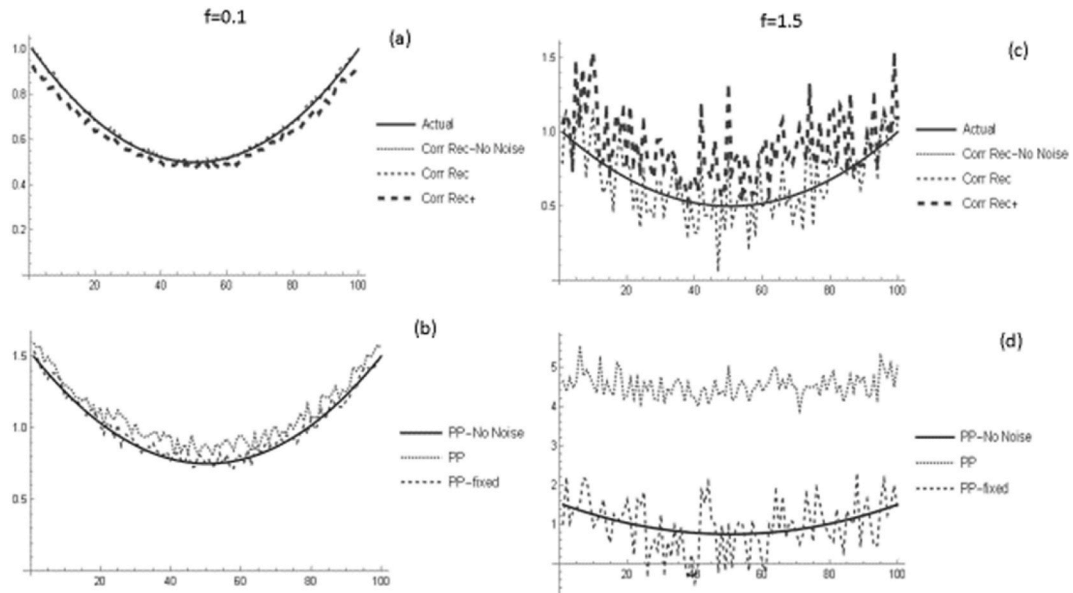 f=0.1
(a)
1.0
0.8
0.6
0.4
0.2
20
40
60
80
100
Actual
Corr Rec-No Noise
Corr Rec
Corr Rec+
f=1.5
(c)
1.5
1.0
0.5
20
40
60
80
100
Actual
Corr Rec-No Noise
Corr Rec
Corr Rec+
(b)
1.5
1.0
0.5
20
40
60
80
100
PP-No Noise
PP
PP-fixed
(d)
5
4
3
2
1
20
40
60
80
100
PP-No Noise
PP
PP-fixed